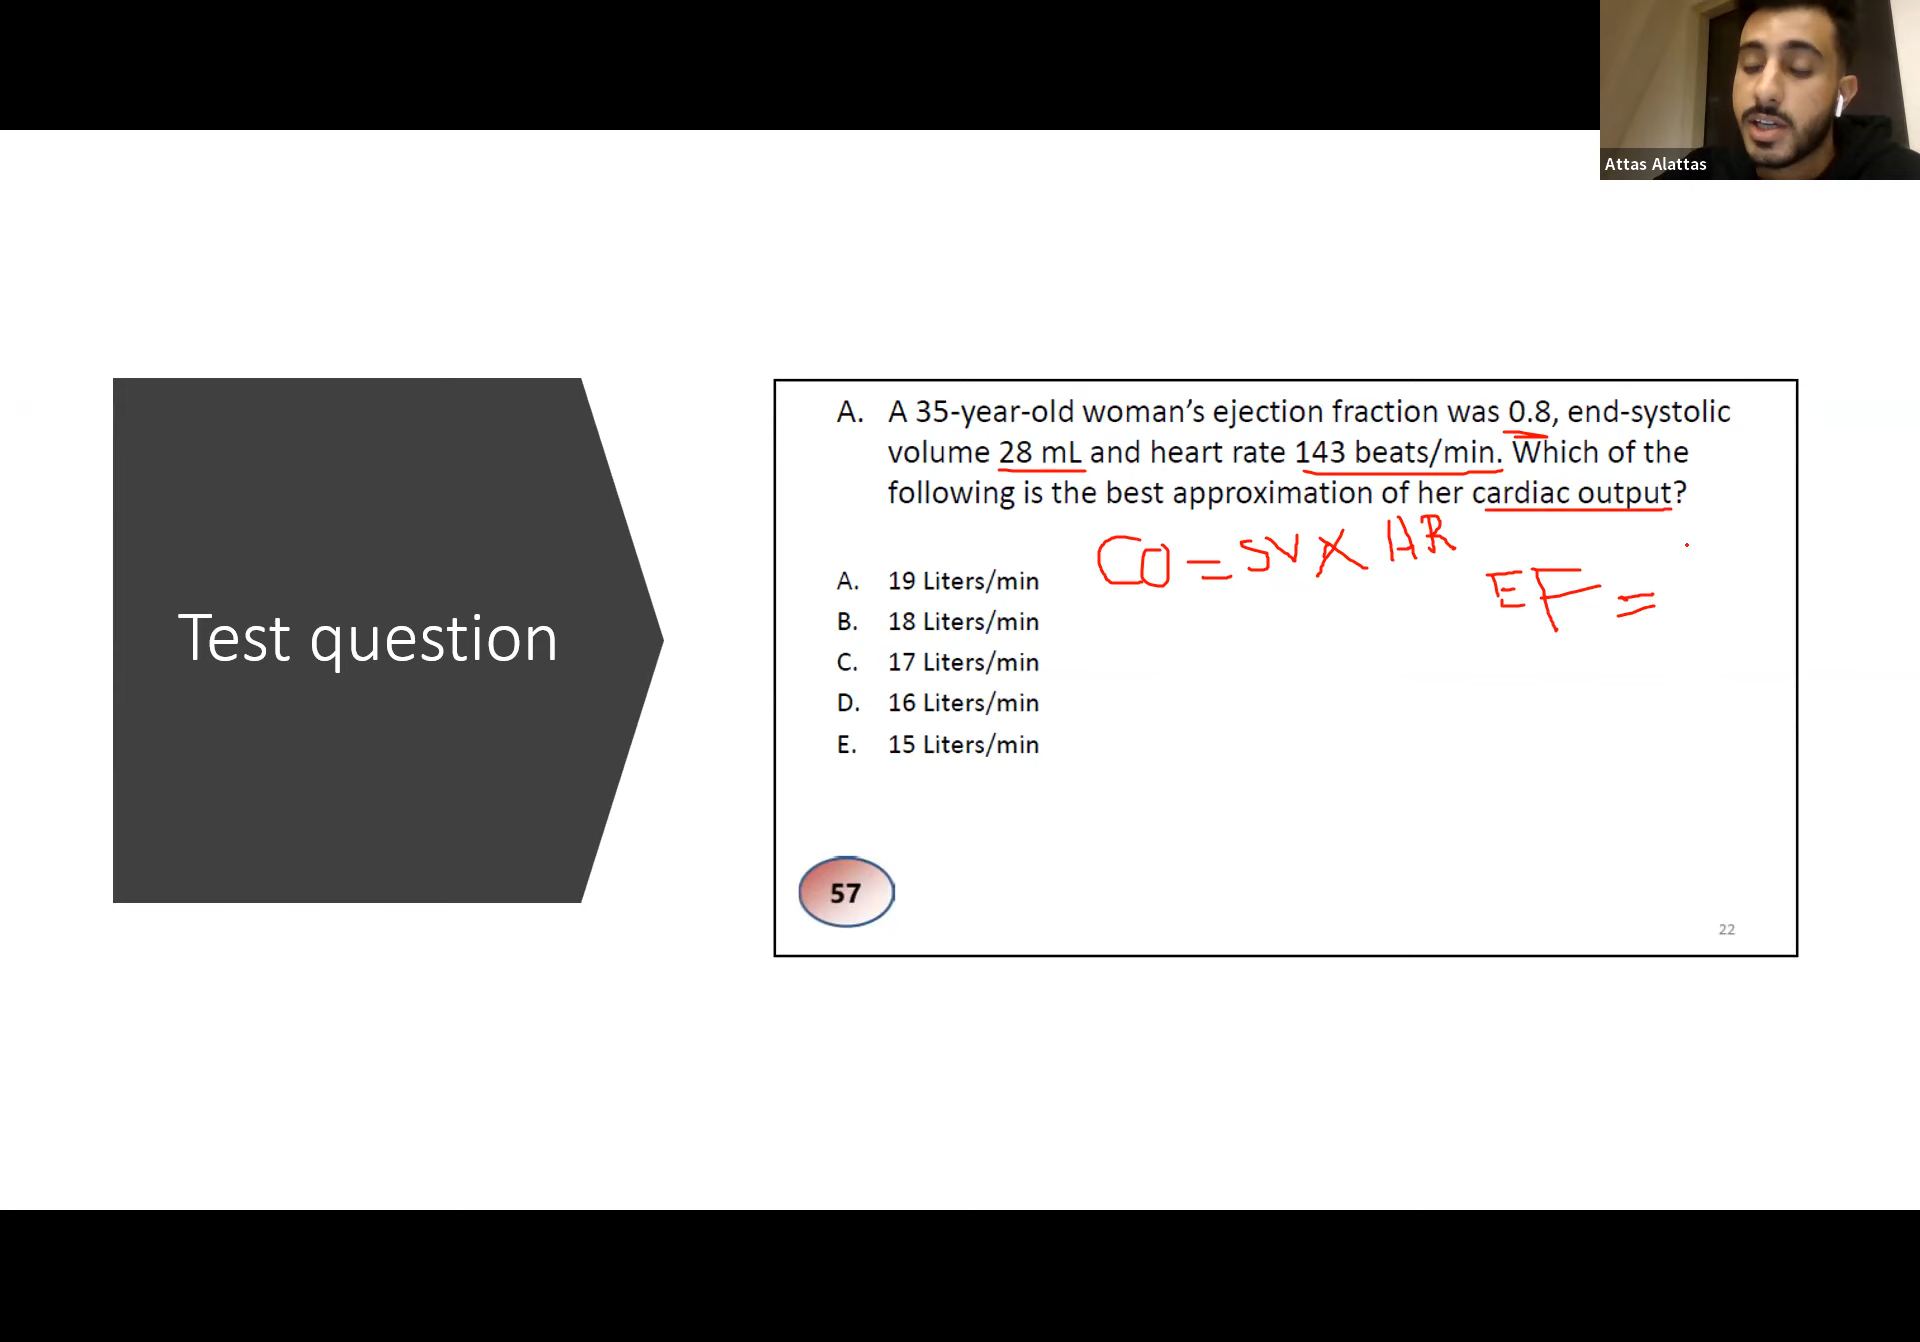 Attas Alattas
Test question
A. A 35-year-old woman’s ejection fraction was 0.8, end-systolic
volume 28 mL and heart rate 143 beats/min. Which of the
following is the best approximation of her cardiac output?
CO = SV X HR
EF =
A. 19 Liters/min
B. 18 Liters/min
C. 17 Liters/min
D. 16 Liters/min
E. 15 Liters/min
57
22